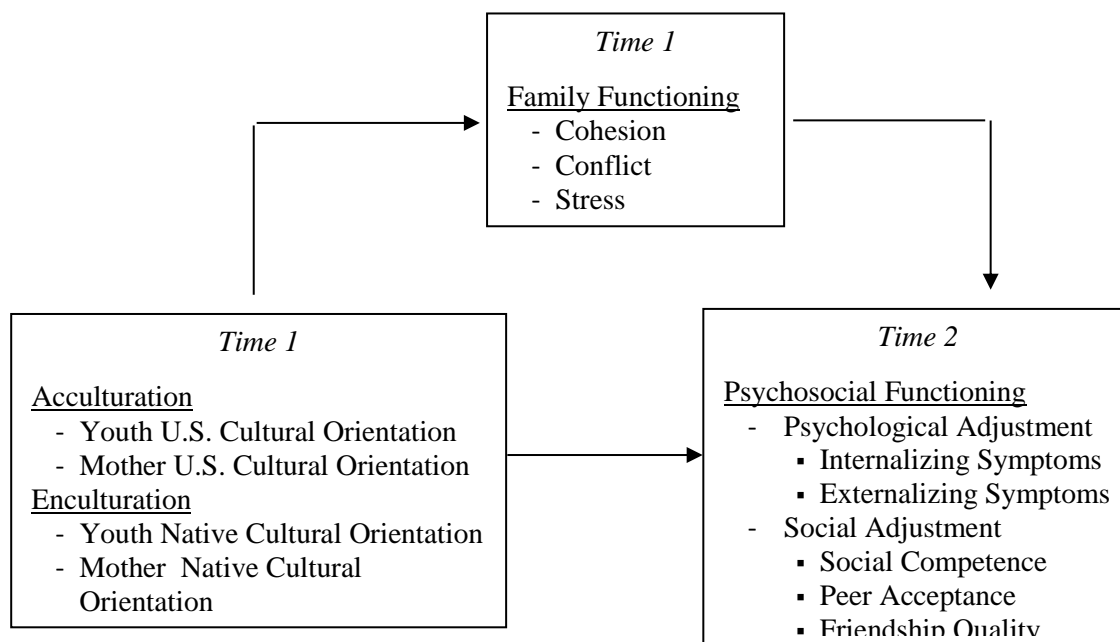 Time 1
Family Functioning
- Cohesion
- Conflict
- Stress
Time 1
Acculturation
- Youth U.S. Cultural Orientation
- Mother U.S. Cultural Orientation
Enculturation
- Youth Native Cultural Orientation
- Mother Native Cultural
Orientation
Time 2
Psychosocial Functioning
- Psychological Adjustment
▪ Internalizing Symptoms
▪ Externalizing Symptoms
- Social Adjustment
▪ Social Competence
▪ Peer Acceptance
▪ Friendship Quality